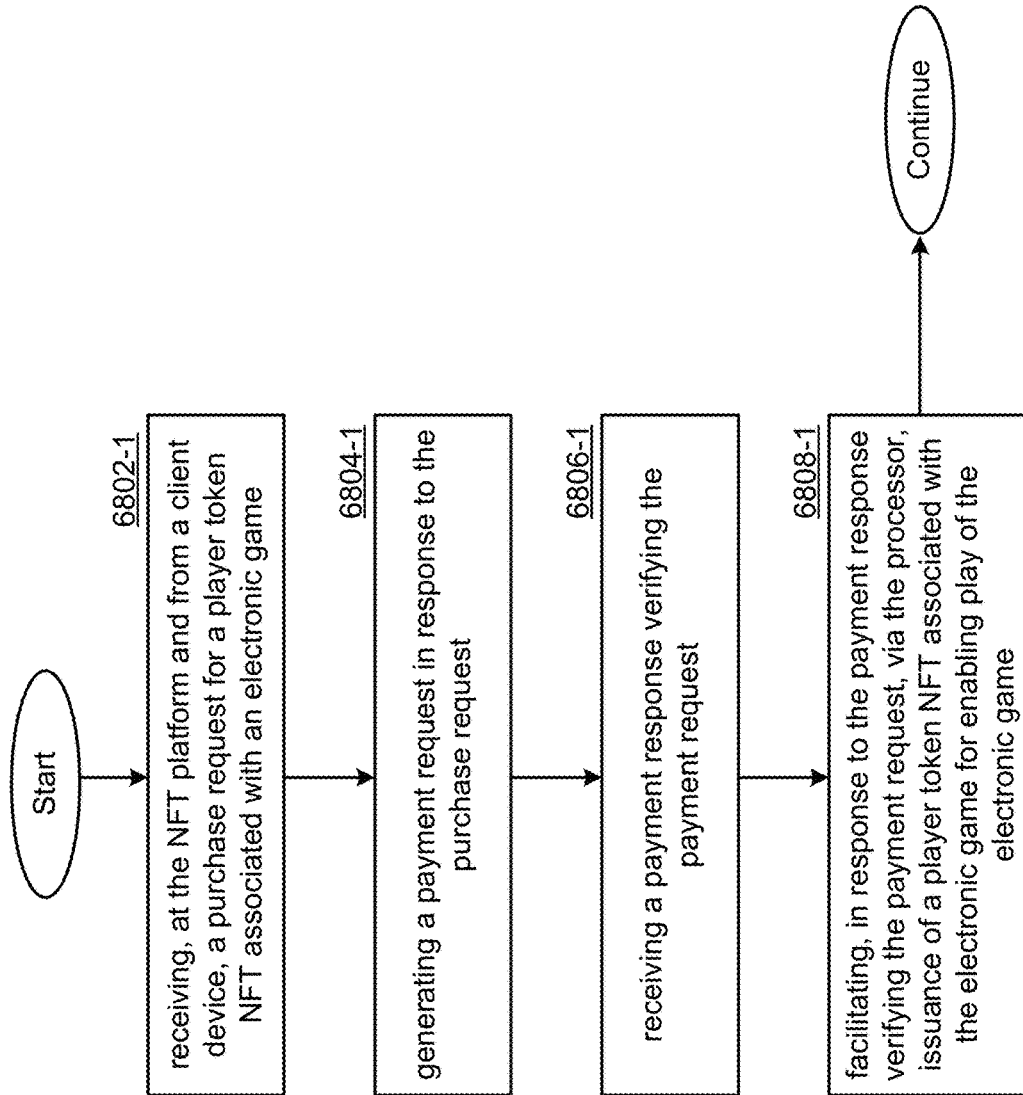 Start
6802-1
receiving, at the NFT platform and from a client
device, a purchase request for a player token
NFT associated with an electronic game
6804-1
generating a payment request in response to the
purchase request
6806-1
receiving a payment response verifying the
payment request
6808-1
facilitating, in response to the payment response
verifying the payment request, via the processor,
issuance of a player token NFT associated with
the electronic game for enabling play of the
electronic game
Continue